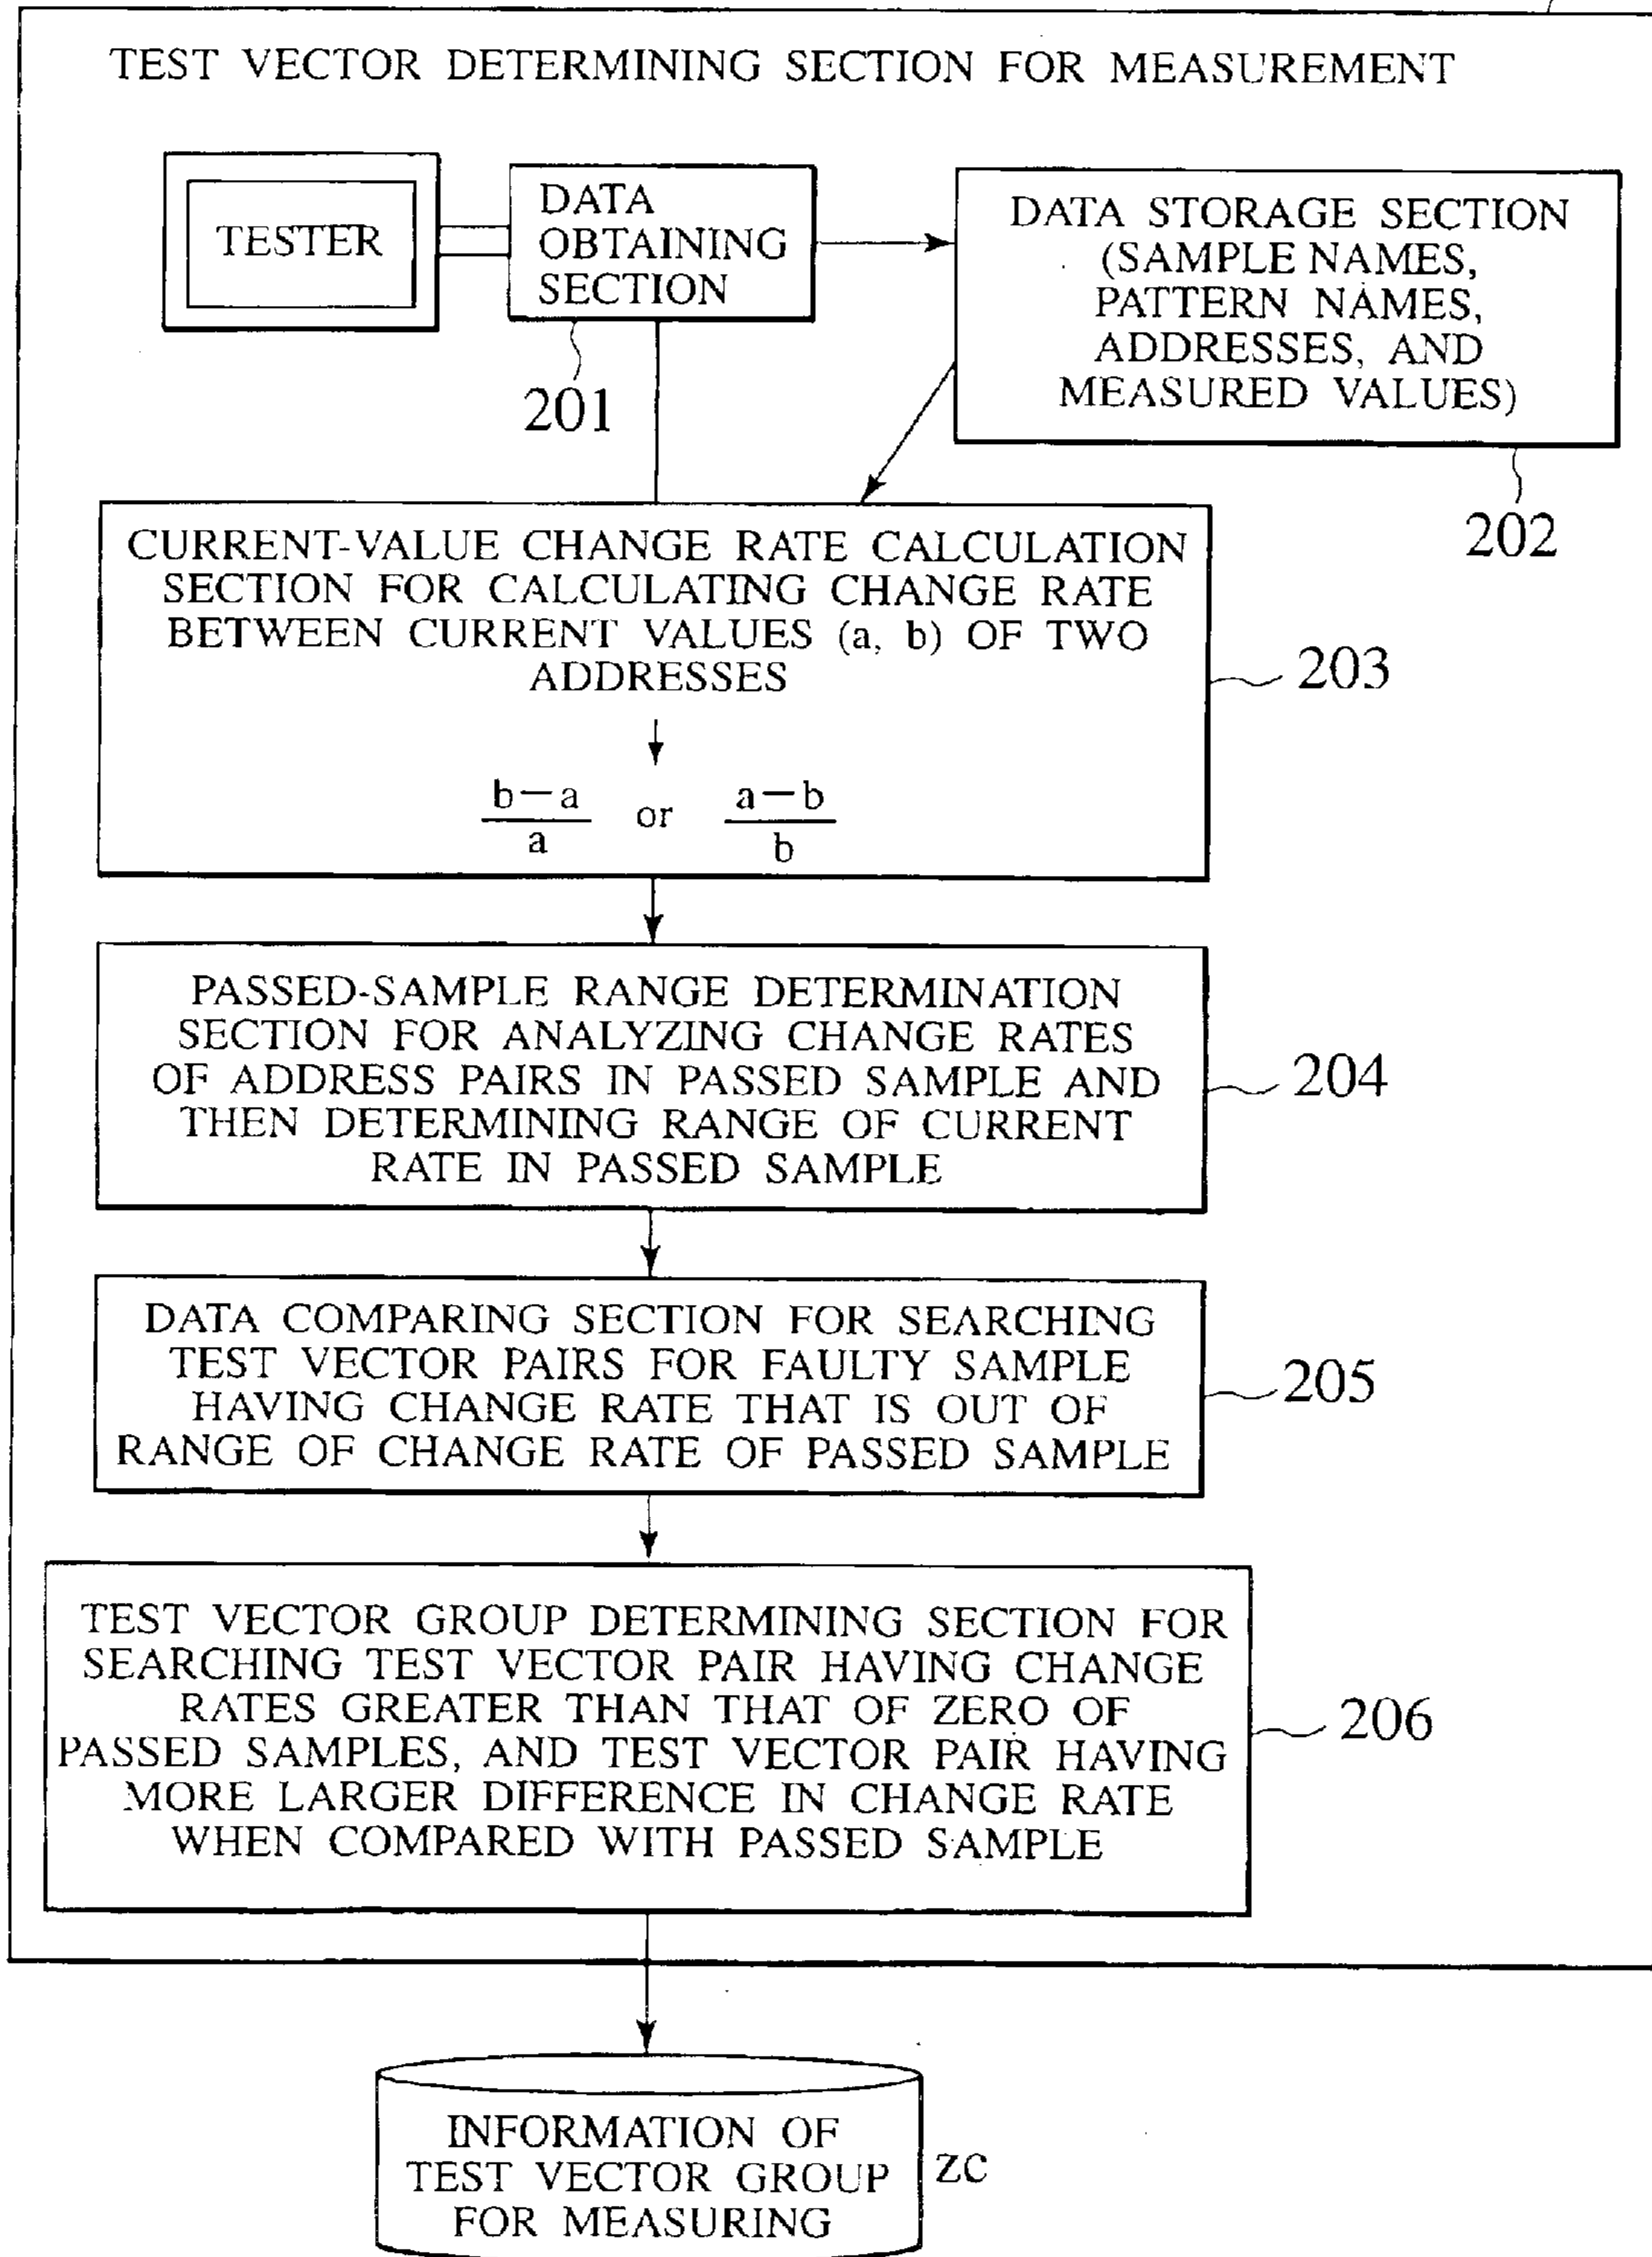 TEST VECTOR DETERMINING SECTION FOR MEASUREMENT
TESTER
DATA
OBTAINING
SECTION
201
DATA STORAGE SECTION
(SAMPLE NAMES,
PATTERN NAMES,
ADDRESSES, AND
MEASURED VALUES)
202
CURRENT-VALUE CHANGE RATE CALCULATION
SECTION FOR CALCULATING CHANGE RATE
BETWEEN CURRENT VALUES (a, b) OF TWO
ADDRESSES
b-a
a
or
a-b
b
203
PASSED-SAMPLE RANGE DETERMINATION
SECTION FOR ANALYZING CHANGE RATES
OF ADDRESS PAIRS IN PASSED SAMPLE AND
THEN DETERMINING RANGE OF CURRENT
RATE IN PASSED SAMPLE
204
DATA COMPARING SECTION FOR SEARCHING
TEST VECTOR PAIRS FOR FAULTY SAMPLE
HAVING CHANGE RATE THAT IS OUT OF
RANGE OF CHANGE RATE OF PASSED SAMPLE
205
TEST VECTOR GROUP DETERMINING SECTION FOR
SEARCHING TEST VECTOR PAIR HAVING CHANGE
RATES GREATER THAN THAT OF ZERO OF
PASSED SAMPLES, AND TEST VECTOR PAIR HAVING
MORE LARGER DIFFERENCE IN CHANGE RATE
WHEN COMPARED WITH PASSED SAMPLE
206
INFORMATION OF
TEST VECTOR GROUP
FOR MEASURING
zc